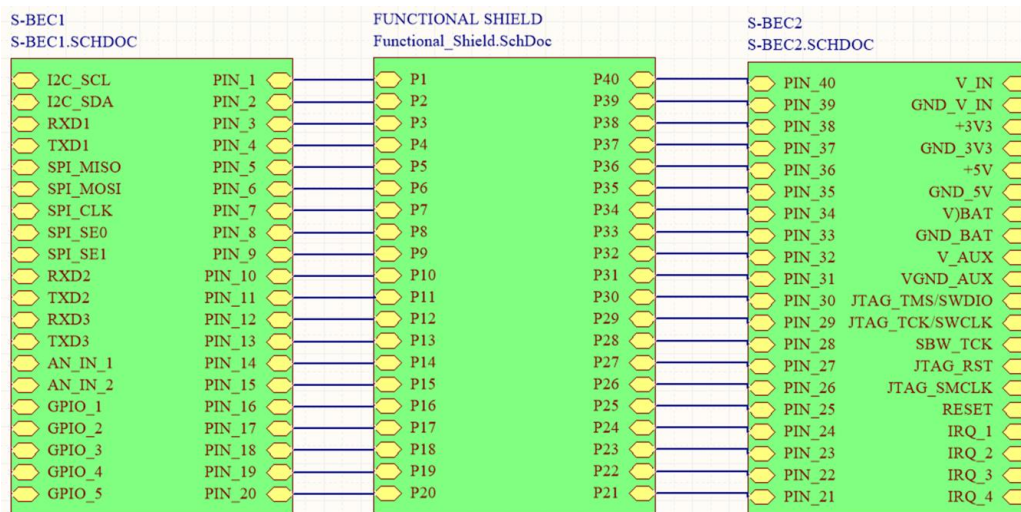 S-BEC1
S-BEC1.SCHDOC
I2C_SCL PIN_1
I2C_SDA PIN_2
RXD1 PIN_3
TXD1 PIN_4
SPI_MISO PIN_5
SPI_MOSI PIN_6
SPI_CLK PIN_7
SPI_SE0 PIN_8
SPI_SE1 PIN_9
RXD2 PIN_10
TXD2 PIN_11
RXD3 PIN_12
TXD3 PIN_13
AN_IN_1 PIN_14
AN_IN_2 PIN_15
GPIO_1 PIN_16
GPIO_2 PIN_17
GPIO_3 PIN_18
GPIO_4 PIN_19
GPIO_5 PIN_20
FUNCTIONAL SHIELD
Functional_Shield.SchDoc
P1 P40
P2 P39
P3 P38
P4 P37
P5 P36
P6 P35
P7 P34
P8 P33
P9 P32
P10 P31
P11 P30
P12 P29
P13 P28
P14 P27
P15 P26
P16 P25
P17 P24
P18 P23
P19 P22
P20 P21
S-BEC2
S-BEC2.SCHDOC
PIN_40 V_IN
PIN_39 GND_V_IN
PIN_38 +3V3
PIN_37 GND_3V3
PIN_36 +5V
PIN_35 GND_5V
PIN_34 V)BAT
PIN_33 GND_BAT
PIN_32 V_AUX
PIN_31 VGND_AUX
PIN_30 JTAG_TMS/SWDIO
PIN_29 JTAG_TCK/SWCLK
PIN_28 SBW_TCK
PIN_27 JTAG_RST
PIN_26 JTAG_SMCLK
PIN_25 RESET
PIN_24 IRQ_1
PIN_23 IRQ_2
PIN_22 IRQ_3
PIN_21 IRQ_4